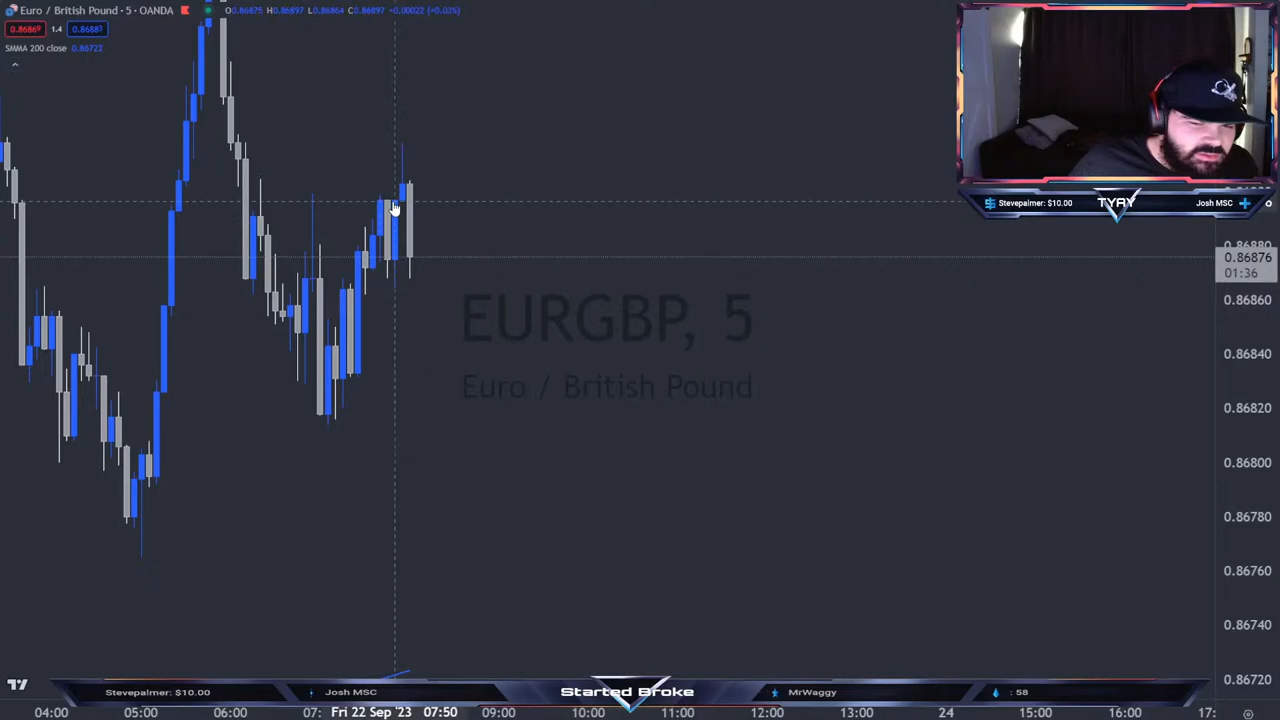 Euro / British Pound · 5 · OANDA
O0.86875 H0.86897 L0.86864 C0.86897 +0.00022 (+0.03%)
0.86869 1.4 0.86883
SMMA 200 close 0.86722
Stevepalmer: $10.00
TYAY
Josh MSC
0.86880
0.86876
01:36
0.86860
0.86840
0.86820
0.86800
0.86780
0.86760
0.86740
0.86720
EURGBP, 5
Euro / British Pound
Stevepalmer: $10.00
Josh MSC
Started Broke
MrWaggy
: 58
04:00 05:00 06:00 07: Fri 22 Sep '23 07:50 09:00 10:00 11:00 12:00 13:00 14:00 15:00 16:00 17: